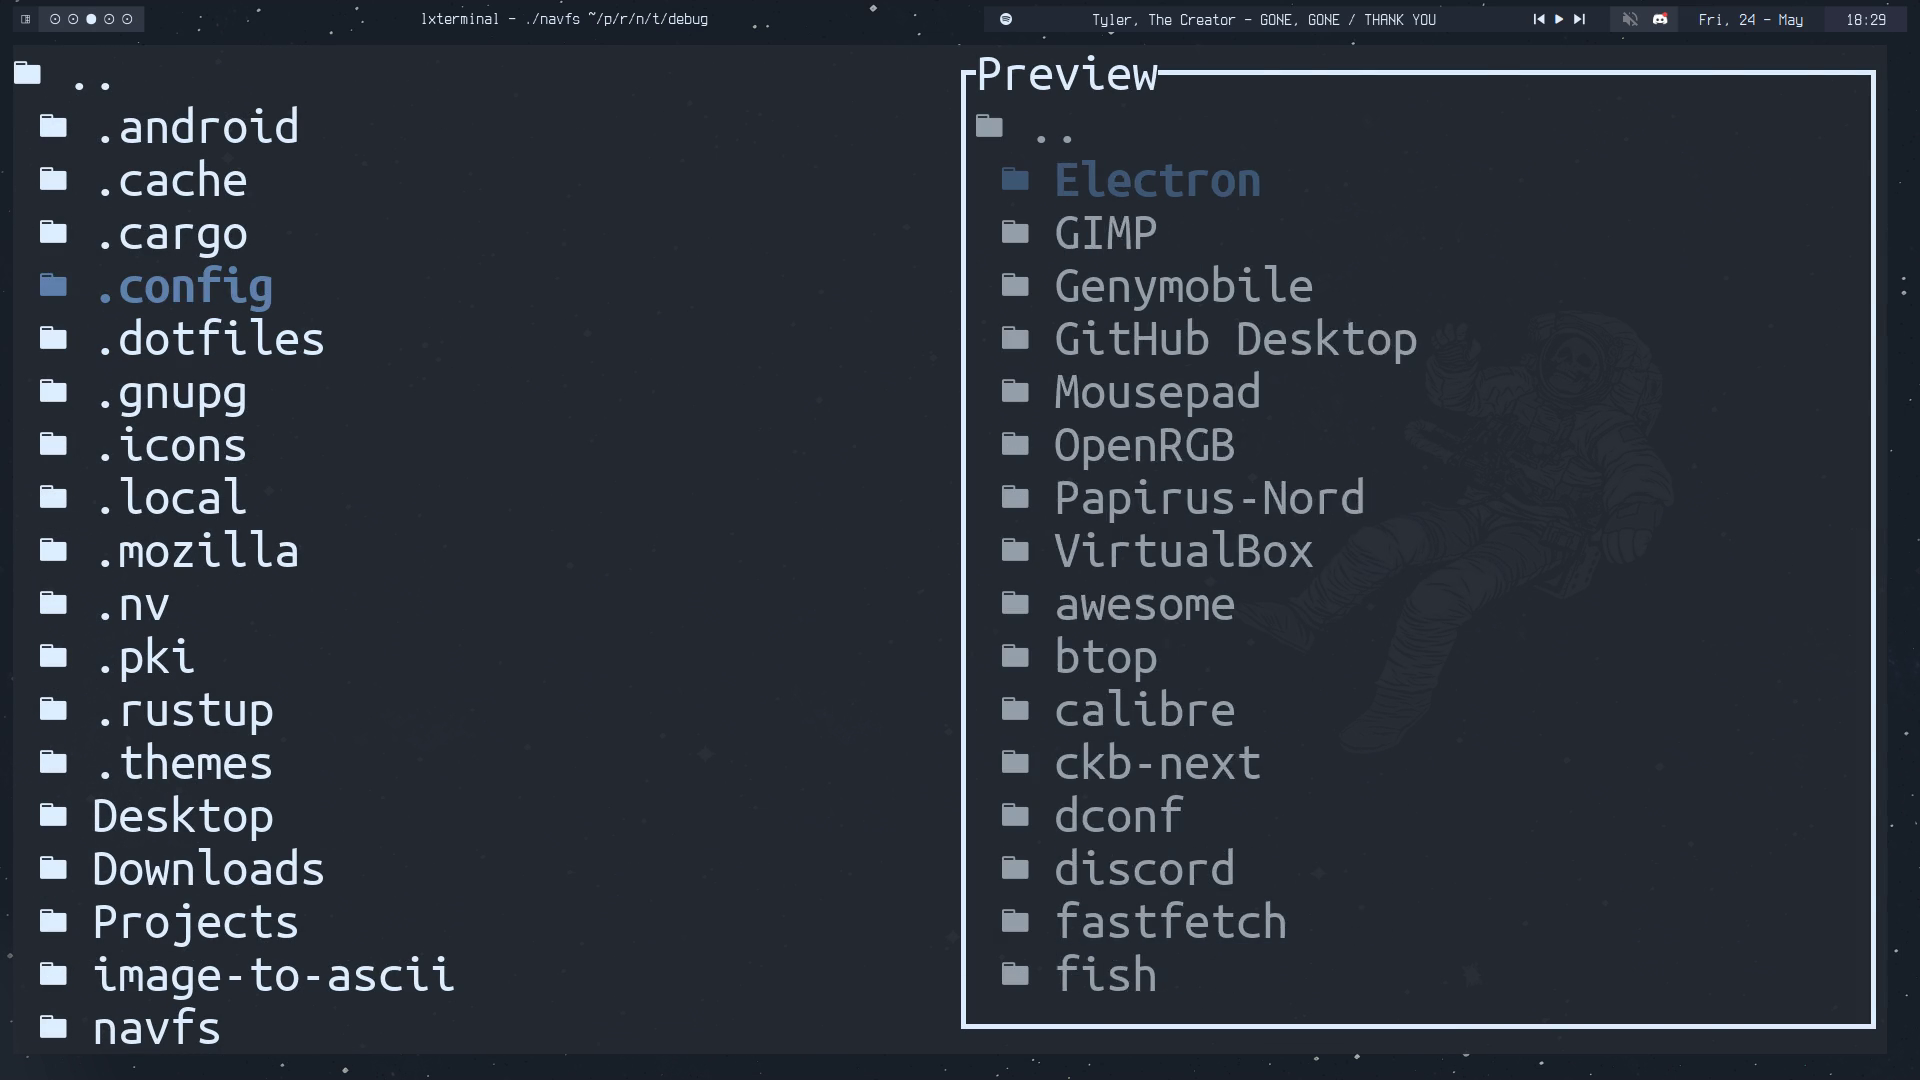 lxterminal - ./navfs ~/p/r/n/t/debug
Tyler, The Creator - GONE, GONE / THANK YOU
Fri, 24 - May
18:29
..
.android
.cache
.cargo
.config
.dotfiles
.gnupg
.icons
.local
.mozilla
.nv
.pki
.rustup
.themes
Desktop
Downloads
Projects
image-to-ascii
navfs
Preview
..
Electron
GIMP
Genymobile
GitHub Desktop
Mousepad
OpenRGB
Papirus-Nord
VirtualBox
awesome
btop
calibre
ckb-next
dconf
discord
fastfetch
fish